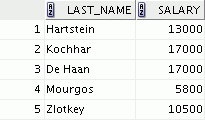 LAST_NAME SALARY
1 Hartstein 13000
2 Kochhar 17000
3 De Haan 17000
4 Mourgos 5800
5 Zlotkey 10500